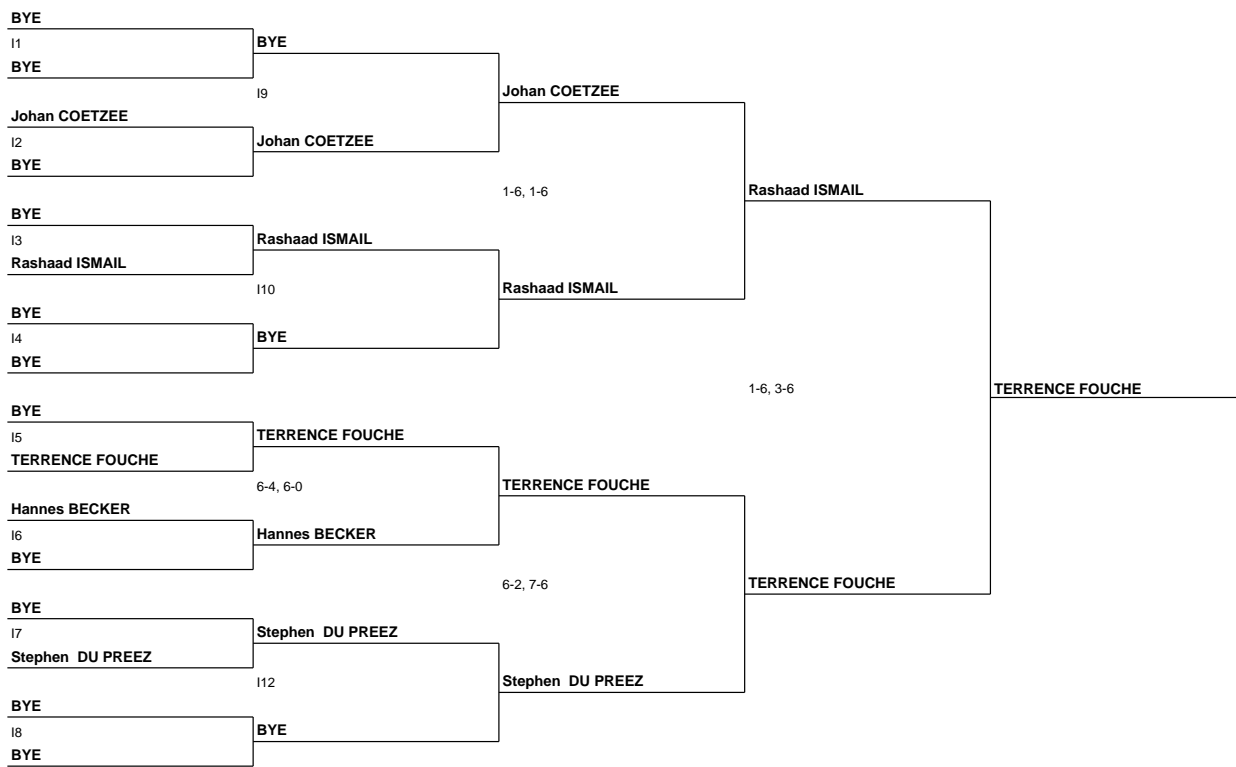 BYE
I1
BYE
BYE
I9
Johan COETZEE
Johan COETZEE
I2
Johan COETZEE
BYE
1-6, 1-6
Rashaad ISMAIL
BYE
I3
Rashaad ISMAIL
Rashaad ISMAIL
I10
Rashaad ISMAIL
BYE
I4
BYE
BYE
1-6, 3-6
TERRENCE FOUCHE
BYE
I5
TERRENCE FOUCHE
TERRENCE FOUCHE
6-4, 6-0
TERRENCE FOUCHE
Hannes BECKER
I6
Hannes BECKER
BYE
6-2, 7-6
TERRENCE FOUCHE
BYE
I7
Stephen  DU PREEZ
Stephen  DU PREEZ
I12
Stephen  DU PREEZ
BYE
I8
BYE
BYE